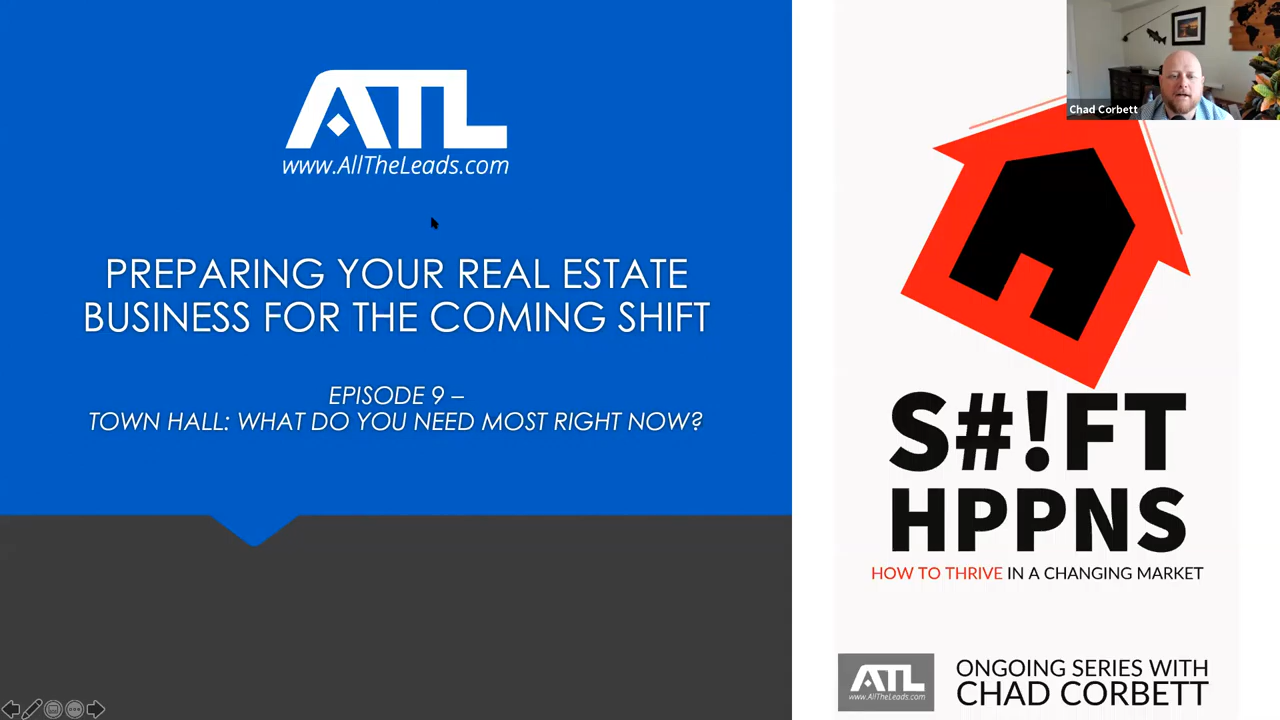 ATL
www.AllTheLeads.com
PREPARING YOUR REAL ESTATE
BUSINESS FOR THE COMING SHIFT
EPISODE 9 –
TOWN HALL: WHAT DO YOU NEED MOST RIGHT NOW?
Chad Corbett
S#!FT
HPPNS
HOW TO THRIVE IN A CHANGING MARKET
ATL
www.AllTheLeads.com
ONGOING SERIES WITH
CHAD CORBETT